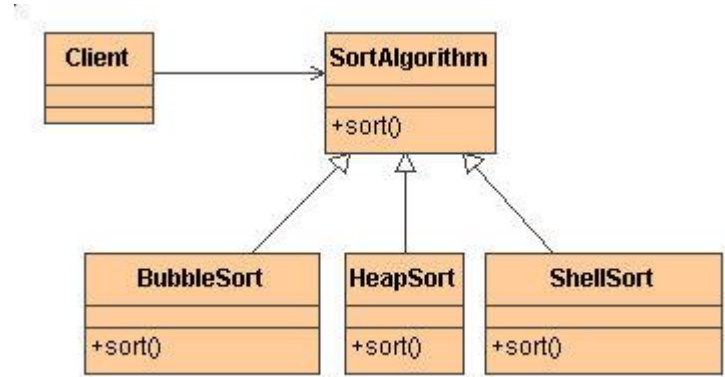 Client
SortAlgorithm
+sort()
BubbleSort
HeapSort
ShellSort
+sort()
+sort()
+sort()